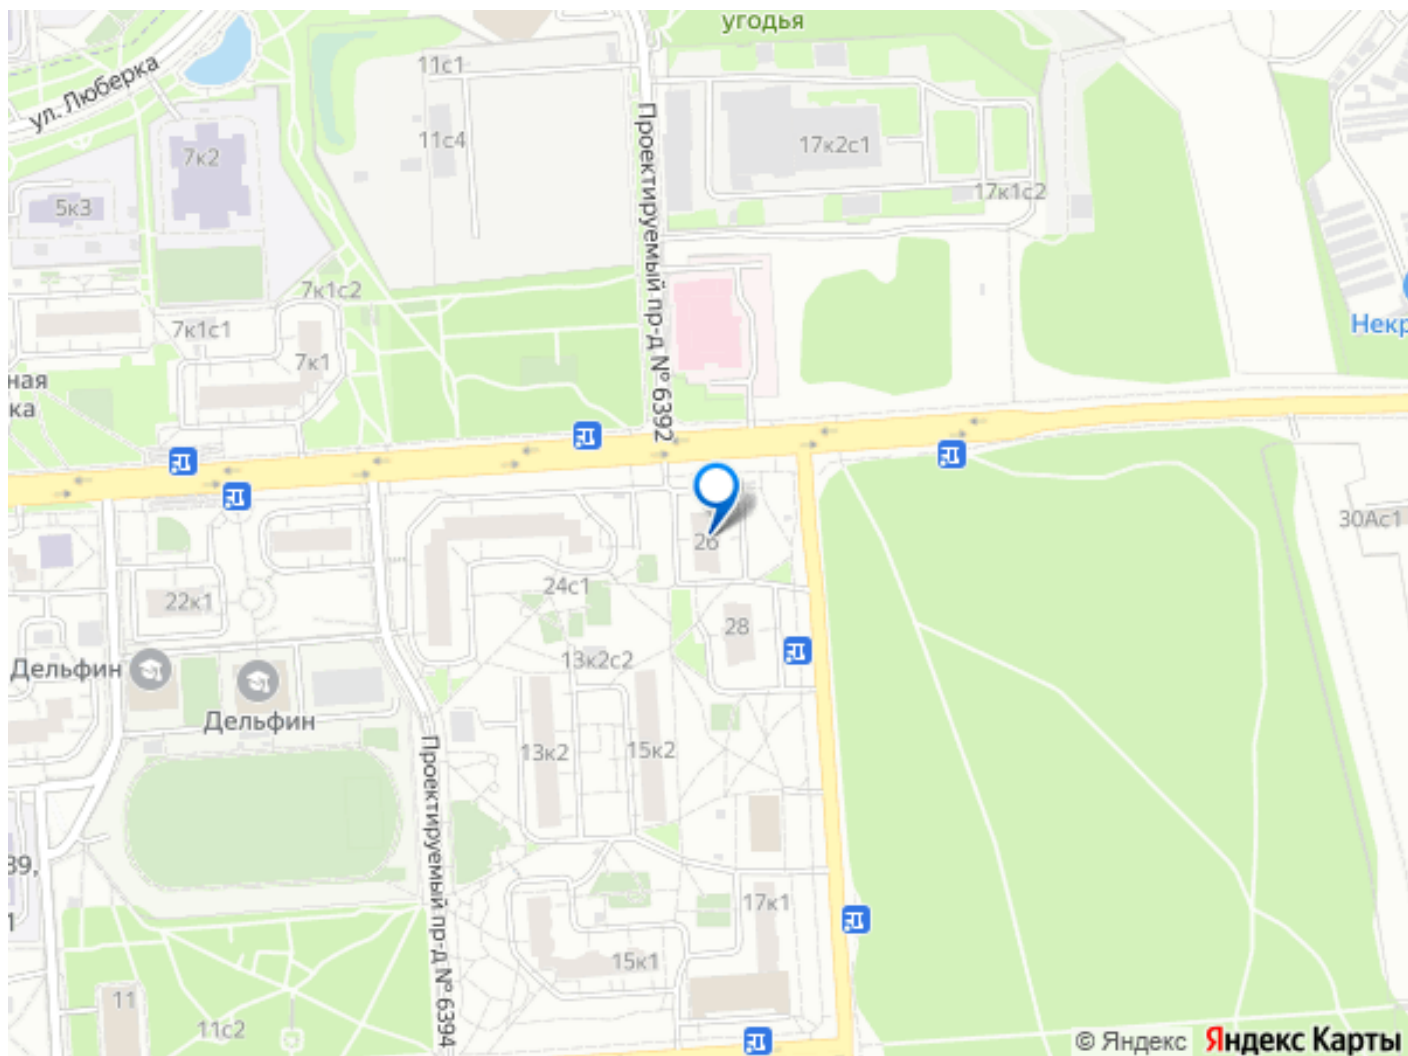 угодья
ул. Люберка
11с1
Проектируемый пр-д № 6392
11с4
17к2с1
7к2
17к1с2
5к3
7к1с2
7к1с1
Некр
7к1
ная
ка
30Ас1
26
24с1
22к1
28
13к2с2
Дельфин
Дельфин
Проектируемый пр-д № 6394
13к2
15к2
39,
1
17к1
15к1
11
11с2
© Яндекс Яндекс Карты